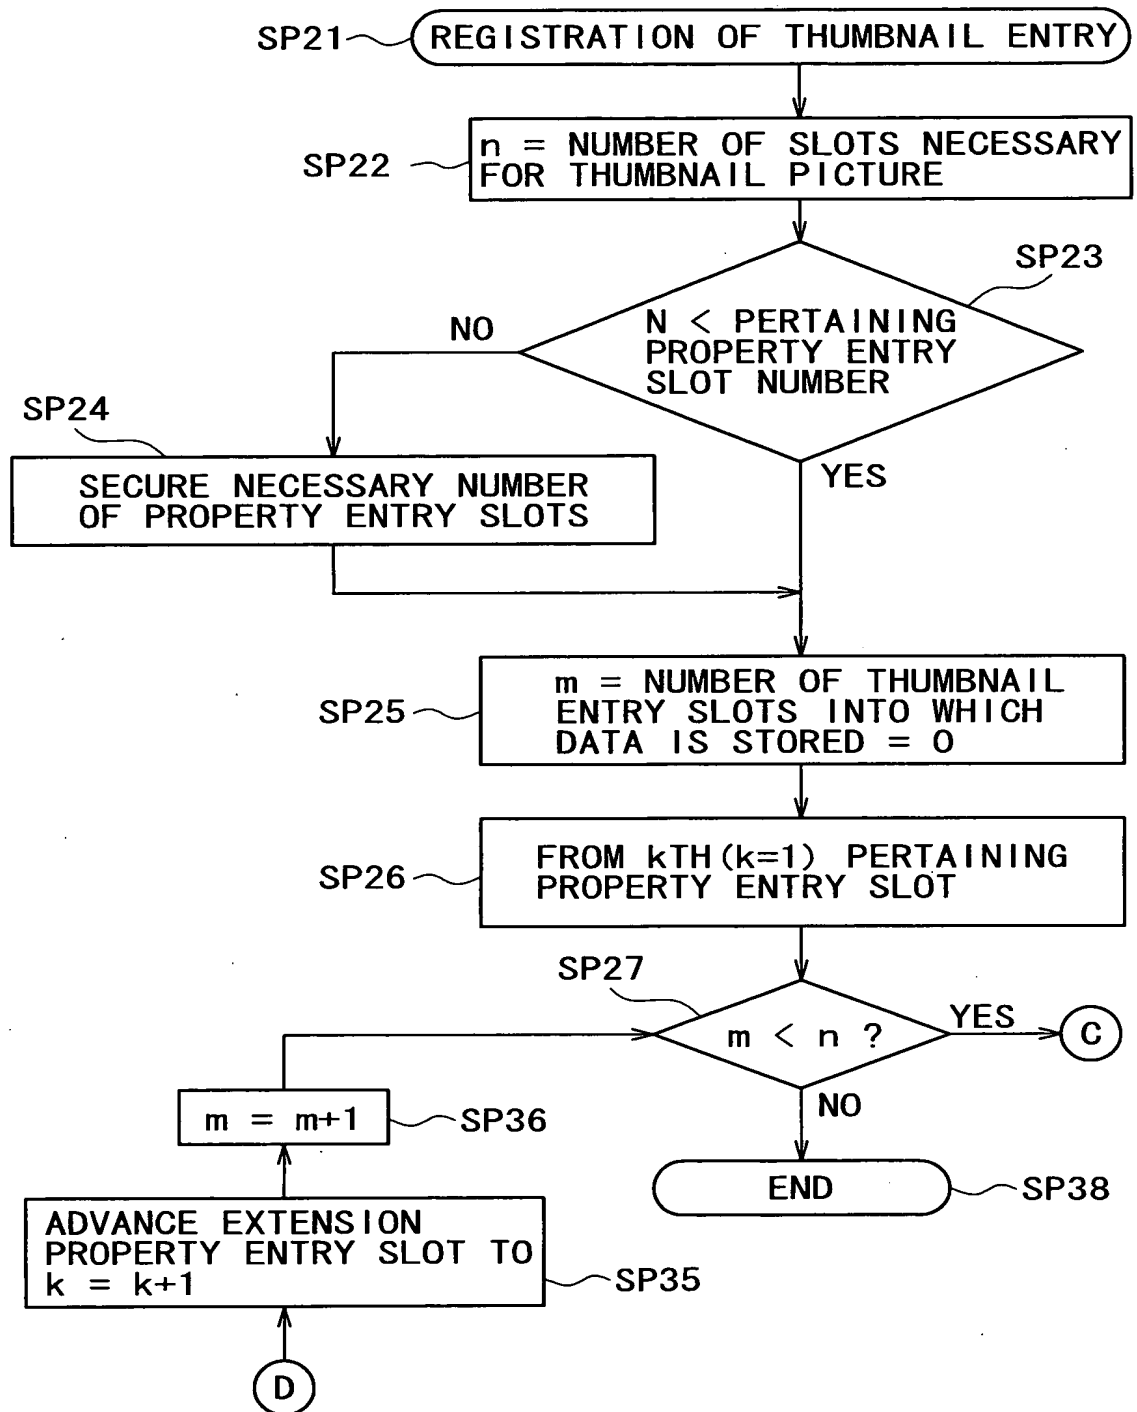 SP21
REGISTRATION OF THUMBNAIL ENTRY
SP22
n = NUMBER OF SLOTS NECESSARY
FOR THUMBNAIL PICTURE
SP23
N < PERTAINING
PROPERTY ENTRY
SLOT NUMBER
NO
YES
SP24
SECURE NECESSARY NUMBER
OF PROPERTY ENTRY SLOTS
SP25
m = NUMBER OF THUMBNAIL
ENTRY SLOTS INTO WHICH
DATA IS STORED = 0
SP26
FROM kTH(k=1) PERTAINING
PROPERTY ENTRY SLOT
SP27
m < n ?
YES
C
NO
m = m+1
SP36
END
SP38
ADVANCE EXTENSION
PROPERTY ENTRY SLOT TO
k = k+1
SP35
D